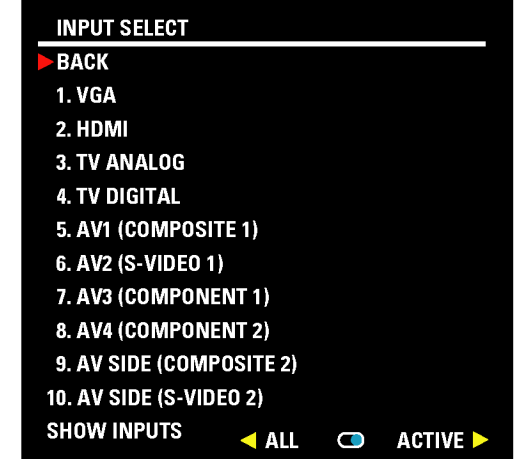 INPUT SELECT
BACK
1. VGA
2. HDMI
3. TV ANALOG
4. TV DIGITAL
5. AV1 (COMPOSITE 1)
6. AV2 (S-VIDEO 1)
7. AV3 (COMPONENT 1)
8. AV4 (COMPONENT 2)
9. AV SIDE (COMPOSITE 2)
10. AV SIDE (S-VIDEO 2)
SHOW INPUTS ALL ACTIVE